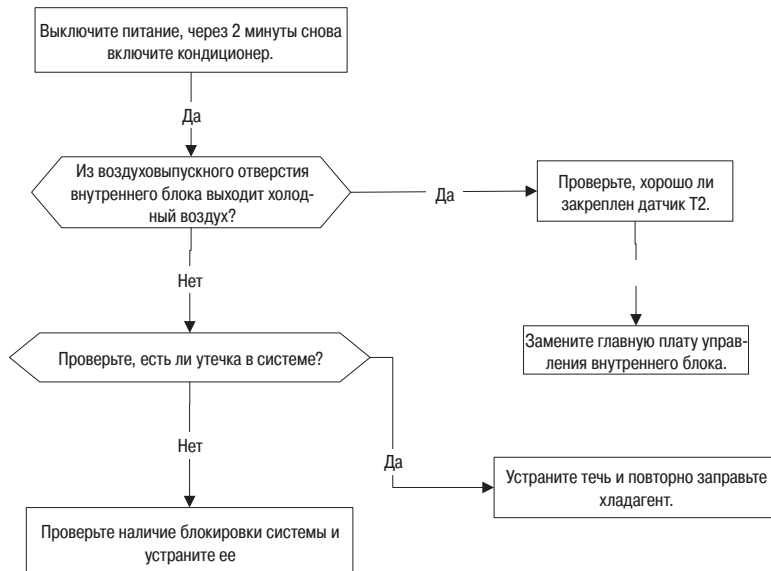 Выключите питание, через 2 минуты снова
включите кондиционер.
Да
Из воздуховыпускного отверстия
внутреннего блока выходит холод-
ный воздух?
Да
Проверьте, хорошо ли
закреплен датчик T2.
Нет
Замените главную плату управ-
ления внутреннего блока.
Проверьте, есть ли утечка в системе?
Нет
Да
Устраните течь и повторно заправьте
хладагент.
Проверьте наличие блокировки системы и
устраните ее